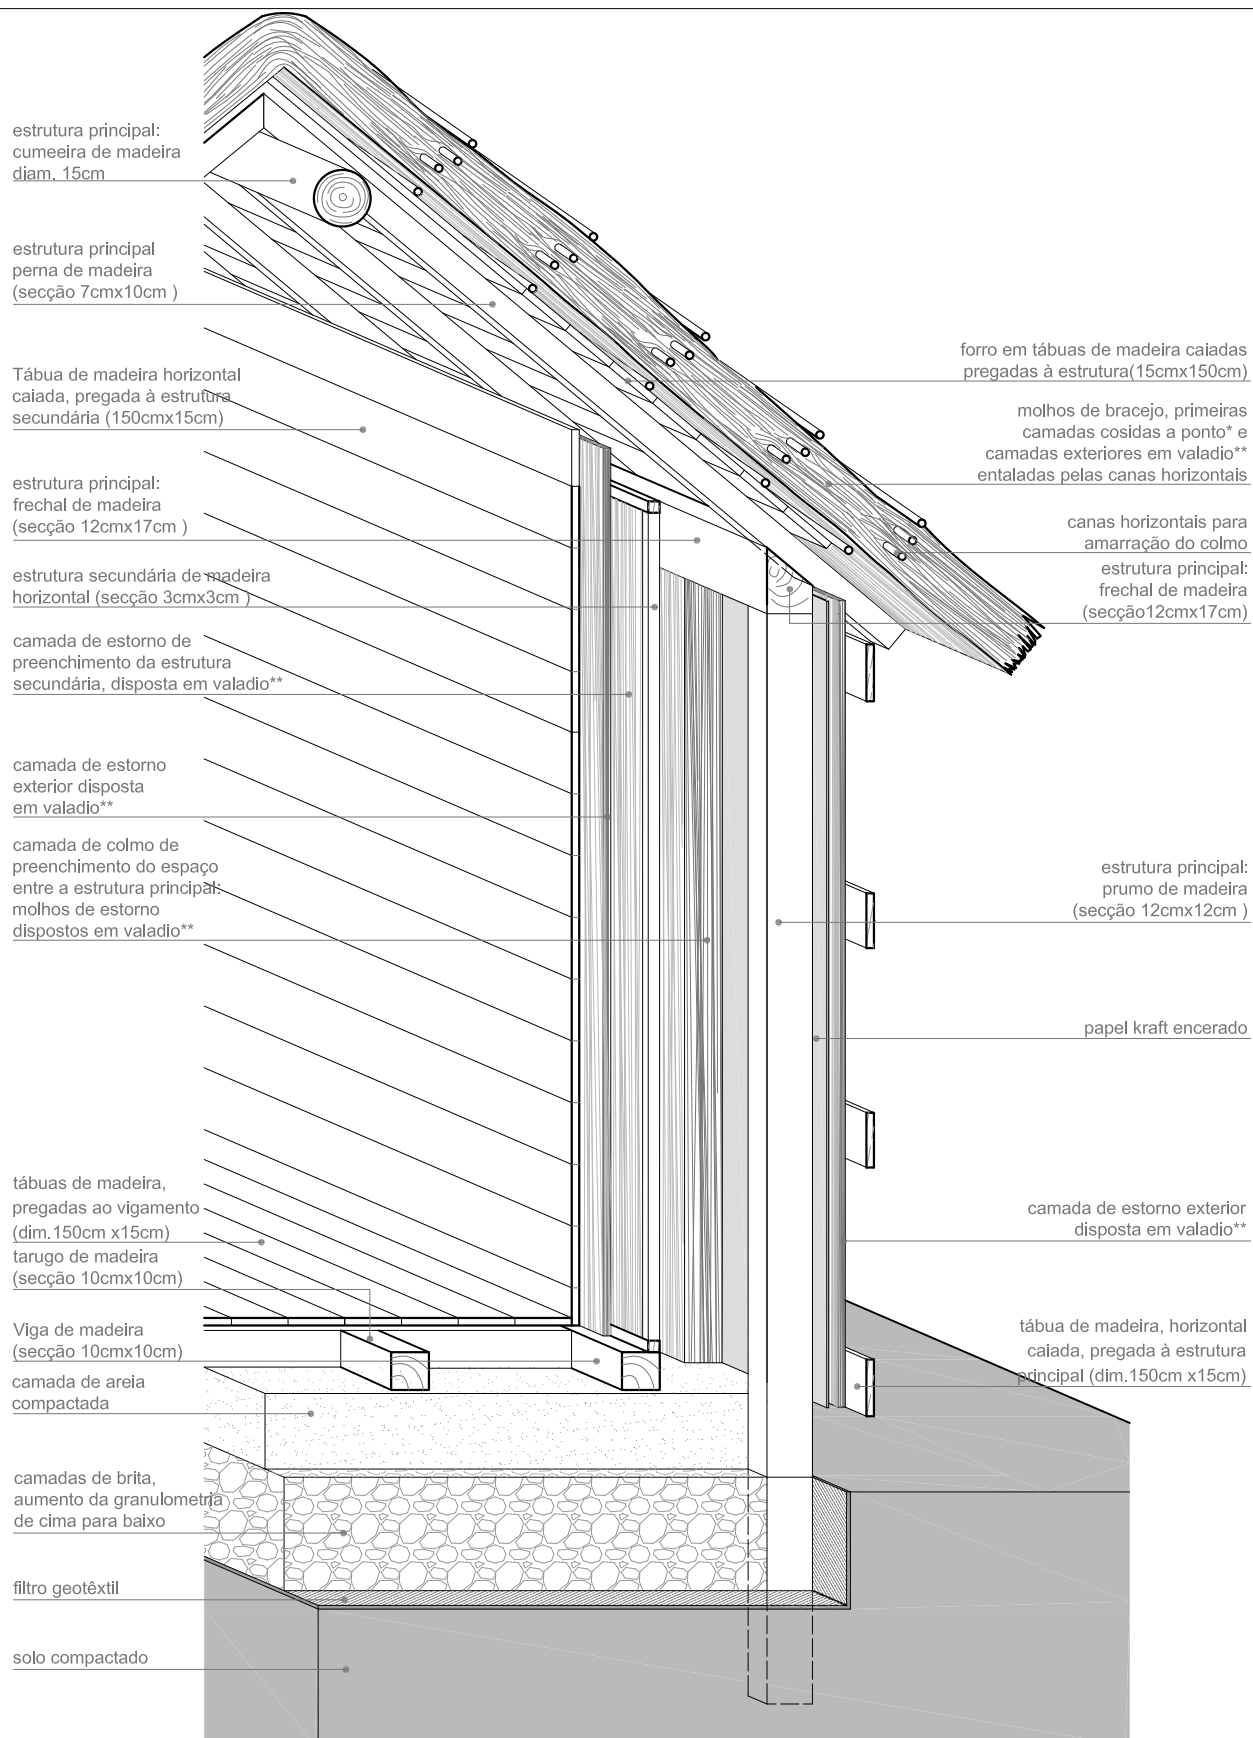 estrutura principal:
cumeeira de madeira
diam. 15cm
estrutura principal
perna de madeira
(secção 7cmx10cm )
Tábua de madeira horizontal
caiada, pregada à estrutura
secundária (150cmx15cm)
estrutura principal:
frechal de madeira
(secção 12cmx17cm )
estrutura secundária de madeira
horizontal (secção 3cmx3cm )
camada de estorno de
preenchimento da estrutura
secundária, disposta em valadio**
camada de estorno
exterior disposta
em valadio**
camada de colmo de
preenchimento do espaço
entre a estrutura principal:
molhos de estorno
dispostos em valadio**
tábuas de madeira,
pregadas ao vigamento
(dim.150cm x15cm)
tarugo de madeira
(secção 10cmx10cm)
Viga de madeira
(secção 10cmx10cm)
camada de areia
compactada
camadas de brita,
aumento da granulometria
de cima para baixo
filtro geotêxtil
solo compactado
forro em tábuas de madeira caiadas
pregadas à estrutura(15cmx150cm)
molhos de bracejo, primeiras
camadas cosidas a ponto* e
camadas exteriores em valadio**
entaladas pelas canas horizontais
canas horizontais para
amarração do colmo
estrutura principal:
frechal de madeira
(secção12cmx17cm)
estrutura principal:
prumo de madeira
(secção 12cmx12cm )
papel kraft encerado
camada de estorno exterior
disposta em valadio**
tábua de madeira, horizontal
caiada, pregada à estrutura
principal (dim.150cm x15cm)